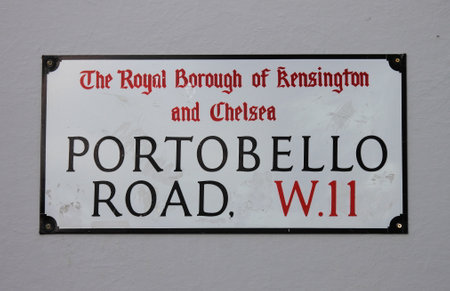 The Royal Borough of Kensington
and Chelsea
PORTOBELLO
ROAD, W.11